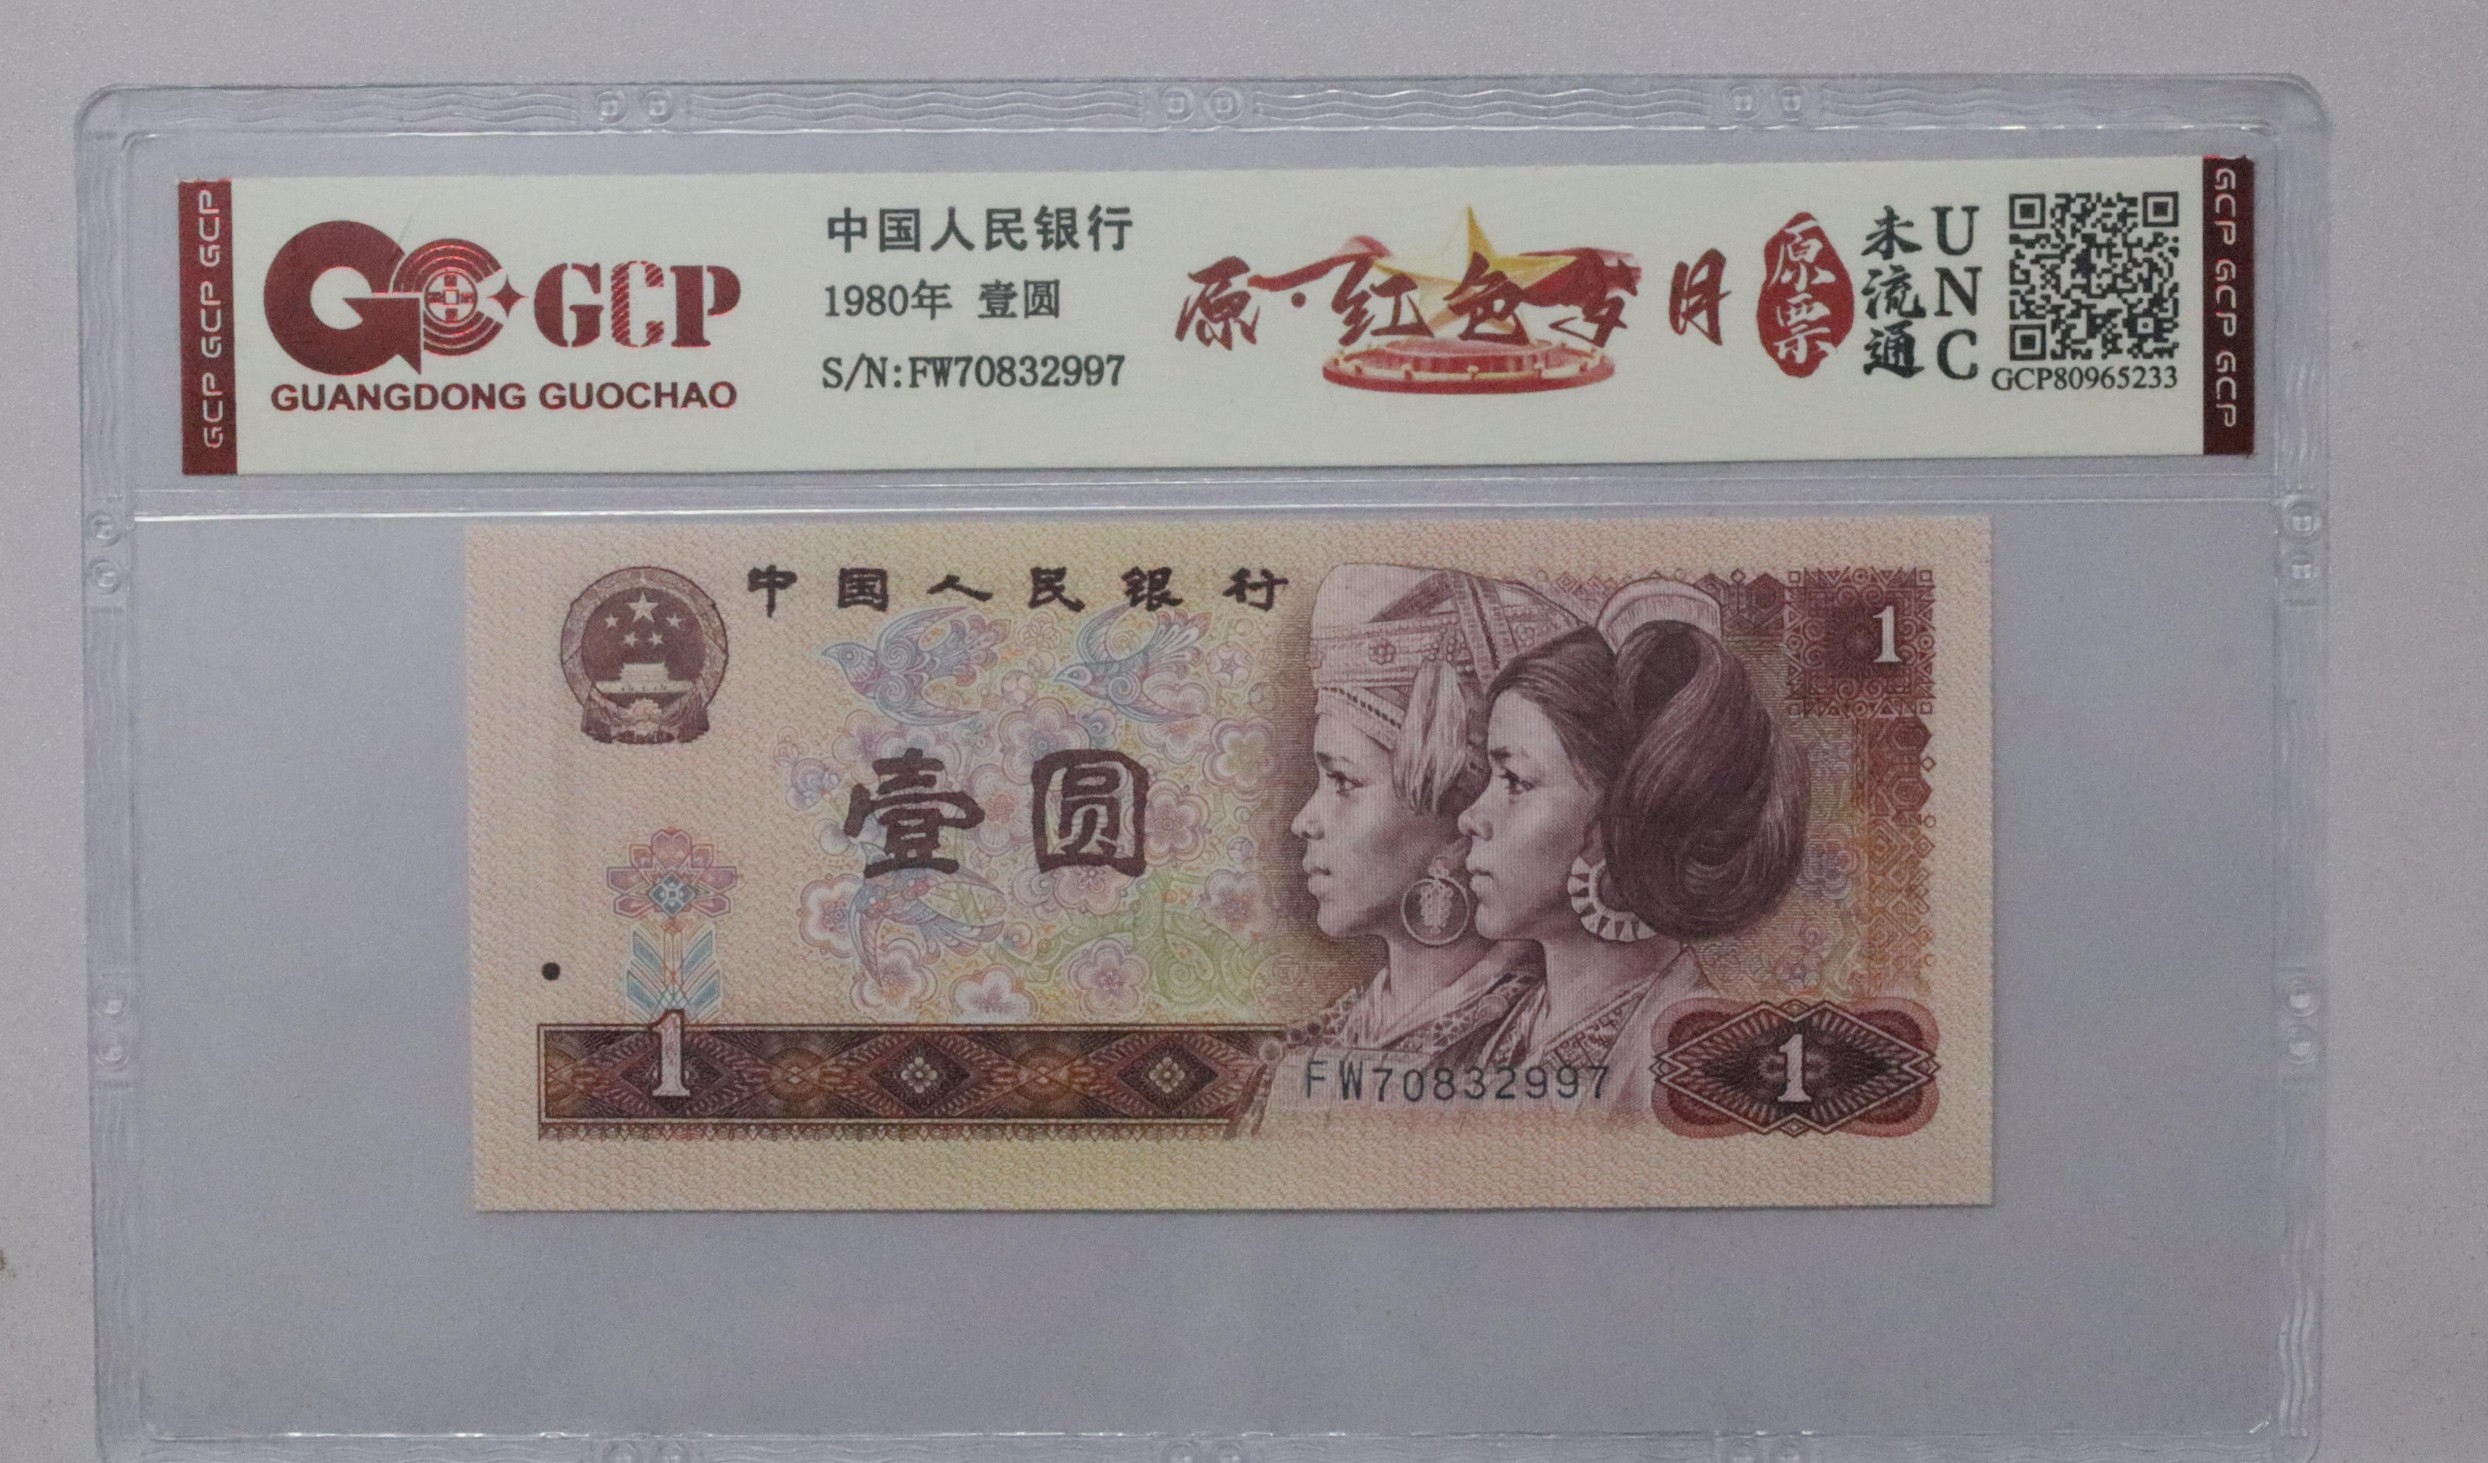 GCP GCP GCP
GCP
GUANGDONG GUOCHAO
中国人民银行
1980年 壹圆
S/N:FW70832997
原·红色岁月
原票
未流通
UNC
GCP80965233
GCP GCP GCP
中国人民银行
1
壹圆
1
FW70832997
1